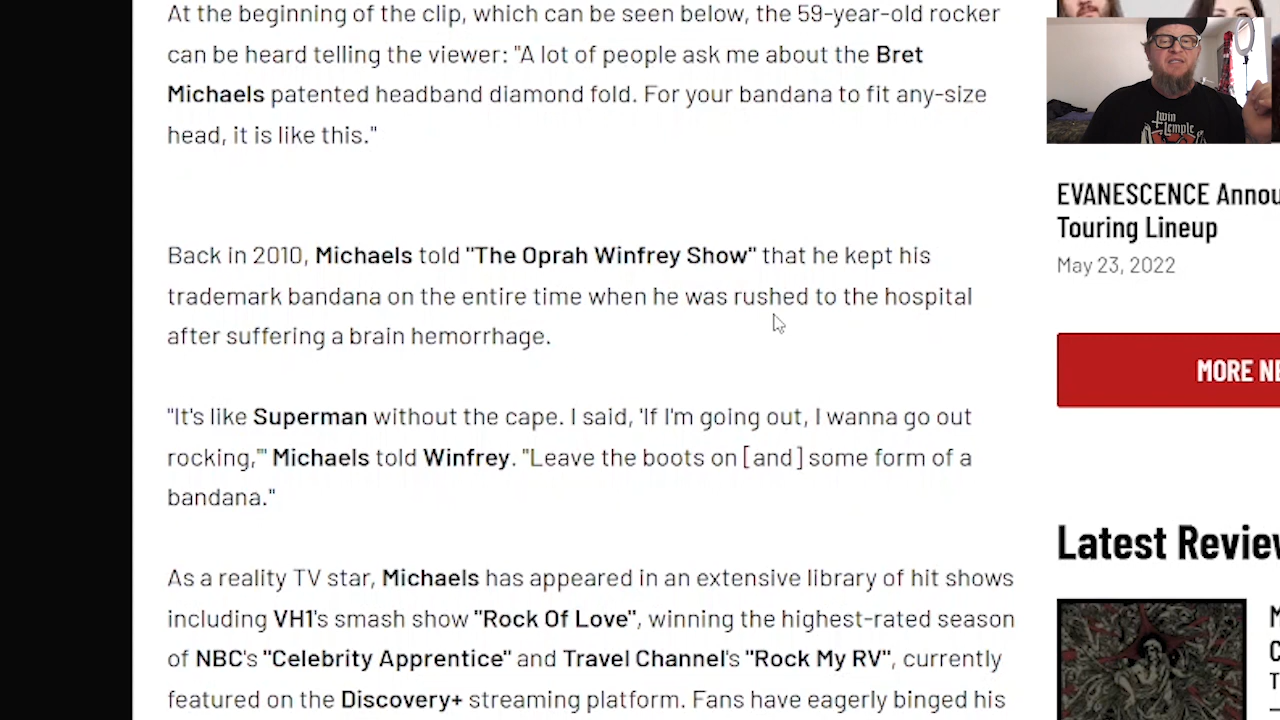 At the beginning of the clip, which can be seen below, the 59-year-old rocker
can be heard telling the viewer: "A lot of people ask me about the Bret
Michaels patented headband diamond fold. For your bandana to fit any-size
head, it is like this."
Back in 2010, Michaels told "The Oprah Winfrey Show" that he kept his
trademark bandana on the entire time when he was rushed to the hospital
after suffering a brain hemorrhage.
"It's like Superman without the cape. I said, 'If I'm going out, I wanna go out
rocking,'" Michaels told Winfrey. "Leave the boots on [and] some form of a
bandana."
As a reality TV star, Michaels has appeared in an extensive library of hit shows
including VH1's smash show "Rock Of Love", winning the highest-rated season
of NBC's "Celebrity Apprentice" and Travel Channel's "Rock My RV", currently
featured on the Discovery+ streaming platform. Fans have eagerly binged his
twin
temple
EVANESCENCE Annou
Touring Lineup
May 23, 2022
MORE NE
Latest Review
M
C
T